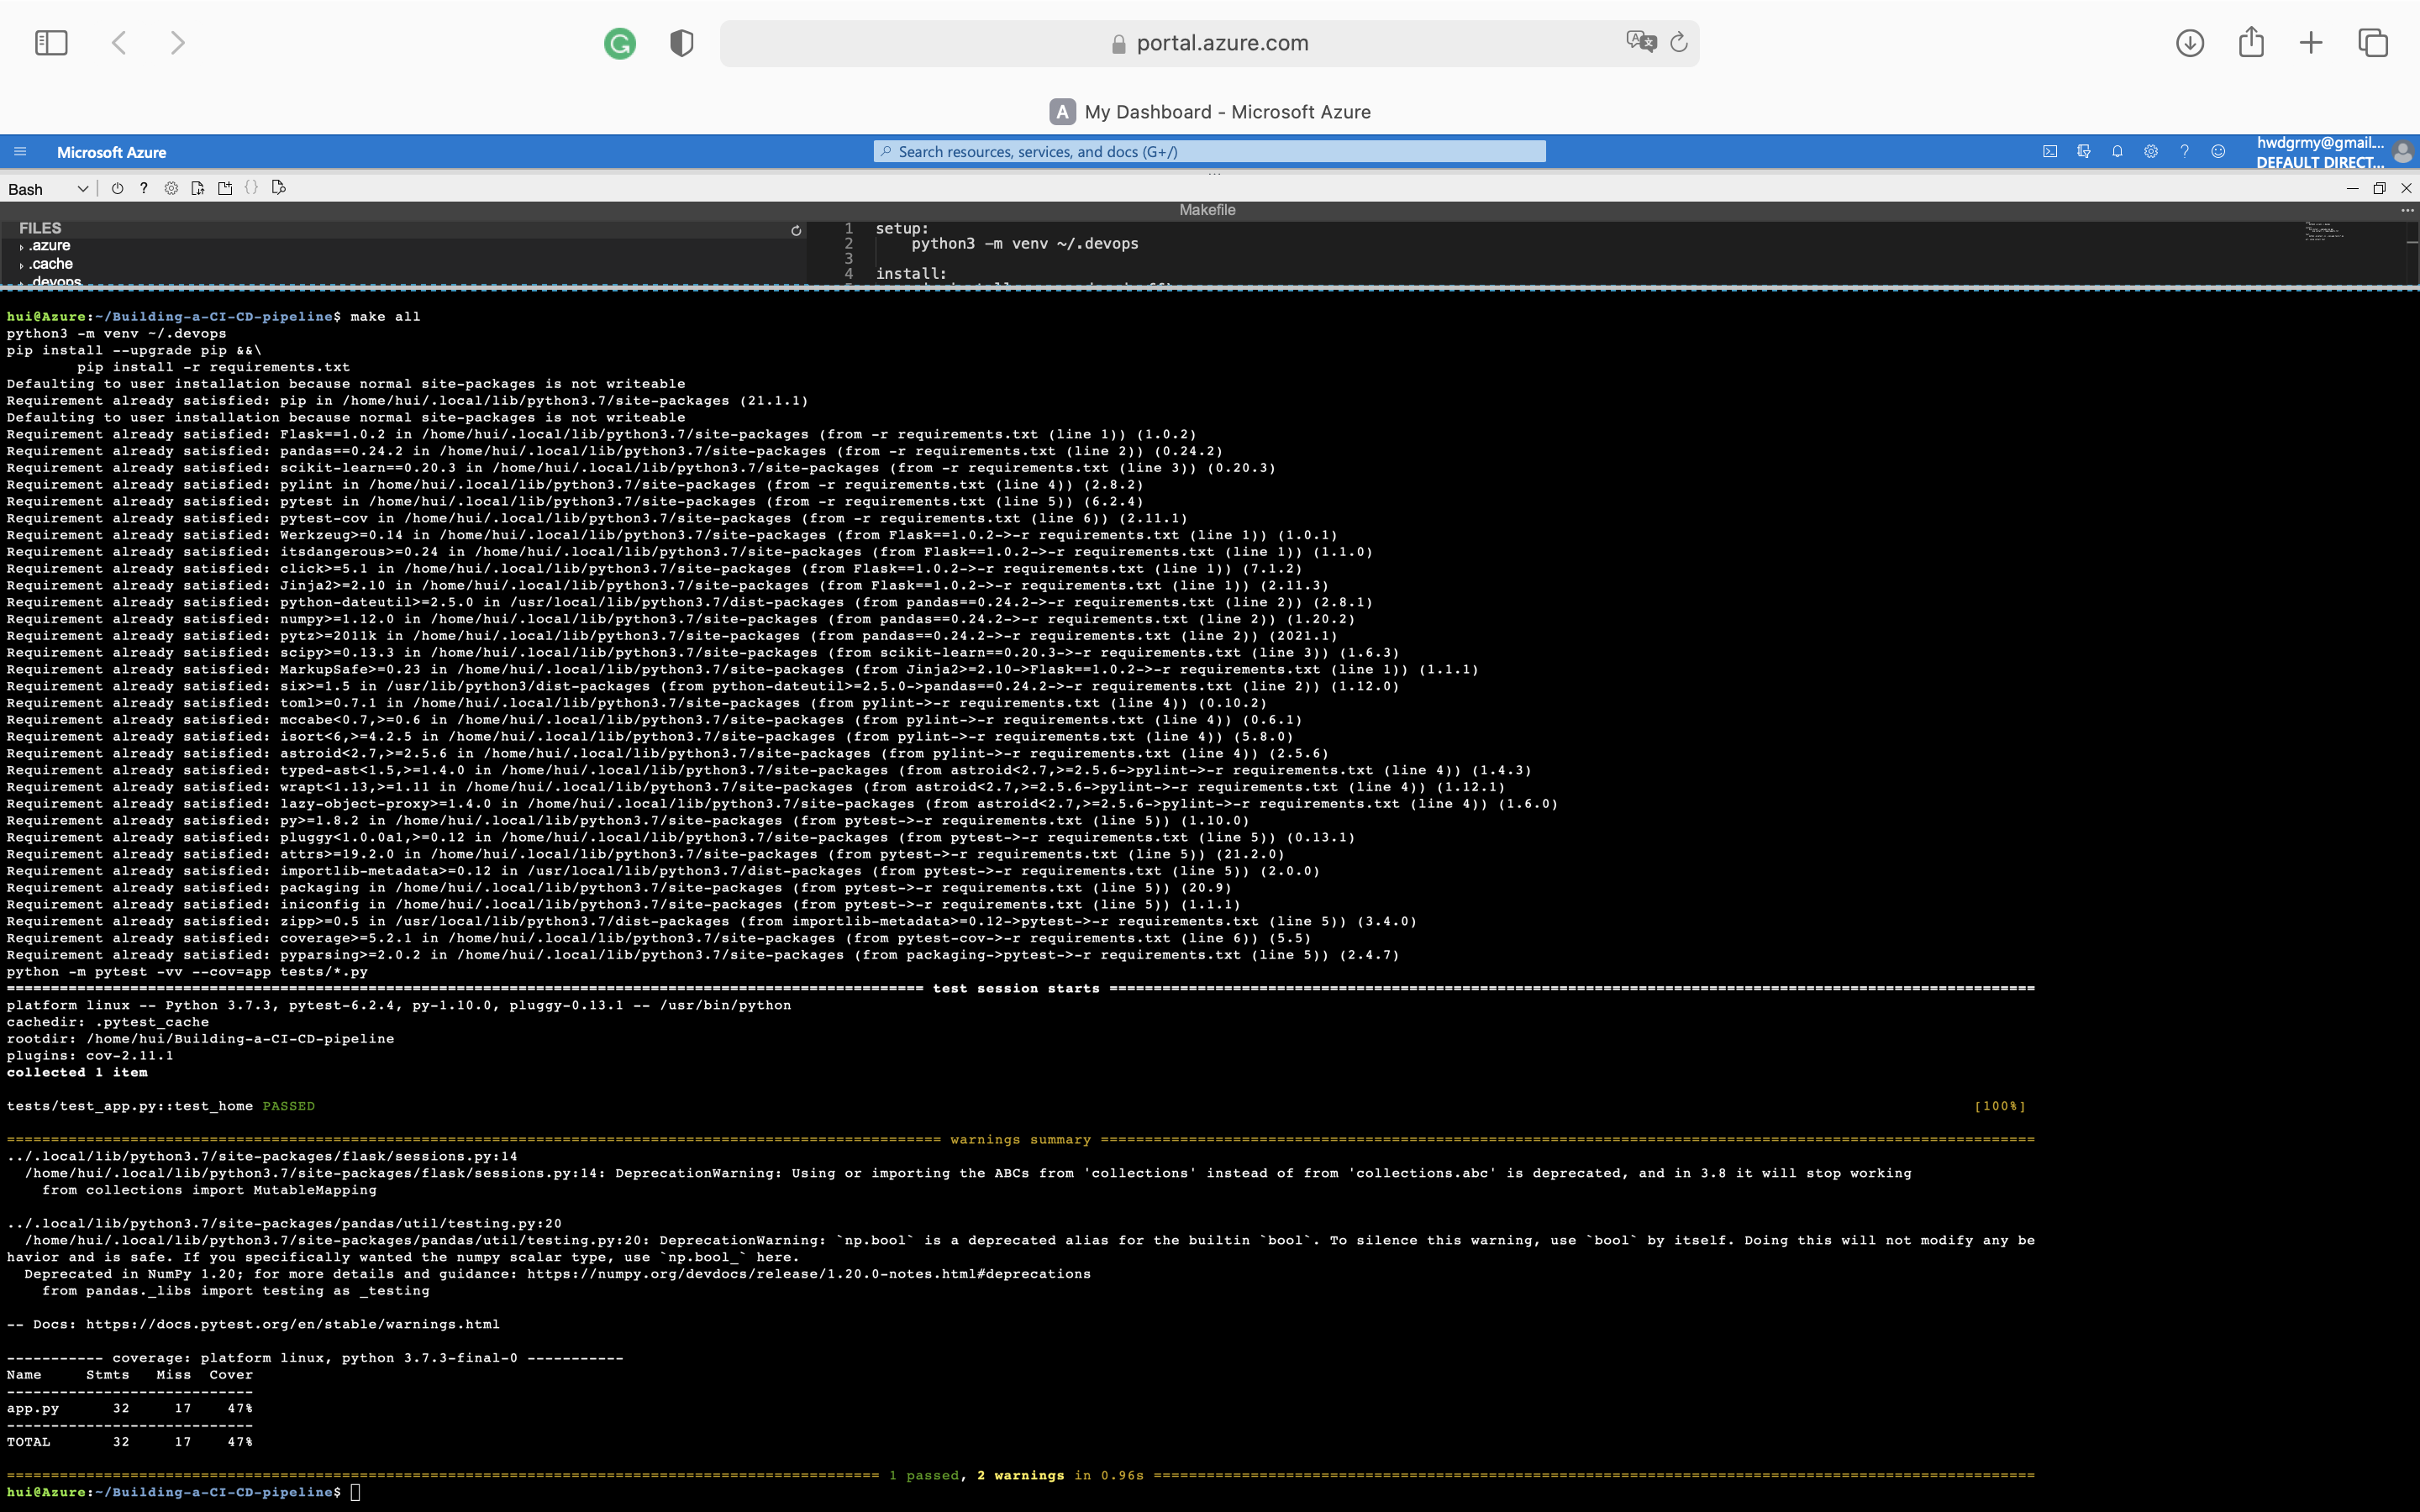 portal.azure.com
A My Dashboard - Microsoft Azure
Microsoft Azure
Search resources, services, and docs (G+/)
hwdgrmy@gmail...
DEFAULT DIRECT...
Bash
Makefile
FILES
.azure
.cache
.devops
1 setup:
2 python3 -m venv ~/.devops
3
4 install:
hui@Azure:~/Building-a-CI-CD-pipeline$ make all
python3 -m venv ~/.devops
pip install --upgrade pip &&\
pip install -r requirements.txt
Defaulting to user installation because normal site-packages is not writeable
Requirement already satisfied: pip in /home/hui/.local/lib/python3.7/site-packages (21.1.1)
Defaulting to user installation because normal site-packages is not writeable
Requirement already satisfied: Flask==1.0.2 in /home/hui/.local/lib/python3.7/site-packages (from -r requirements.txt (line 1)) (1.0.2)
Requirement already satisfied: pandas==0.24.2 in /home/hui/.local/lib/python3.7/site-packages (from -r requirements.txt (line 2)) (0.24.2)
Requirement already satisfied: scikit-learn==0.20.3 in /home/hui/.local/lib/python3.7/site-packages (from -r requirements.txt (line 3)) (0.20.3)
Requirement already satisfied: pylint in /home/hui/.local/lib/python3.7/site-packages (from -r requirements.txt (line 4)) (2.8.2)
Requirement already satisfied: pytest in /home/hui/.local/lib/python3.7/site-packages (from -r requirements.txt (line 5)) (6.2.4)
Requirement already satisfied: pytest-cov in /home/hui/.local/lib/python3.7/site-packages (from -r requirements.txt (line 6)) (2.11.1)
Requirement already satisfied: Werkzeug>=0.14 in /home/hui/.local/lib/python3.7/site-packages (from Flask==1.0.2->-r requirements.txt (line 1)) (1.0.1)
Requirement already satisfied: itsdangerous>=0.24 in /home/hui/.local/lib/python3.7/site-packages (from Flask==1.0.2->-r requirements.txt (line 1)) (1.1.0)
Requirement already satisfied: click>=5.1 in /home/hui/.local/lib/python3.7/site-packages (from Flask==1.0.2->-r requirements.txt (line 1)) (7.1.2)
Requirement already satisfied: Jinja2>=2.10 in /home/hui/.local/lib/python3.7/site-packages (from Flask==1.0.2->-r requirements.txt (line 1)) (2.11.3)
Requirement already satisfied: python-dateutil>=2.5.0 in /usr/local/lib/python3.7/dist-packages (from pandas==0.24.2->-r requirements.txt (line 2)) (2.8.1)
Requirement already satisfied: numpy>=1.12.0 in /home/hui/.local/lib/python3.7/site-packages (from pandas==0.24.2->-r requirements.txt (line 2)) (1.20.2)
Requirement already satisfied: pytz>=2011k in /home/hui/.local/lib/python3.7/site-packages (from pandas==0.24.2->-r requirements.txt (line 2)) (2021.1)
Requirement already satisfied: scipy>=0.13.3 in /home/hui/.local/lib/python3.7/site-packages (from scikit-learn==0.20.3->-r requirements.txt (line 3)) (1.6.3)
Requirement already satisfied: MarkupSafe>=0.23 in /home/hui/.local/lib/python3.7/site-packages (from Jinja2>=2.10->Flask==1.0.2->-r requirements.txt (line 1)) (1.1.1)
Requirement already satisfied: six>=1.5 in /usr/lib/python3/dist-packages (from python-dateutil>=2.5.0->pandas==0.24.2->-r requirements.txt (line 2)) (1.12.0)
Requirement already satisfied: toml>=0.7.1 in /home/hui/.local/lib/python3.7/site-packages (from pylint->-r requirements.txt (line 4)) (0.10.2)
Requirement already satisfied: mccabe<0.7,>=0.6 in /home/hui/.local/lib/python3.7/site-packages (from pylint->-r requirements.txt (line 4)) (0.6.1)
Requirement already satisfied: isort<6,>=4.2.5 in /home/hui/.local/lib/python3.7/site-packages (from pylint->-r requirements.txt (line 4)) (5.8.0)
Requirement already satisfied: astroid<2.7,>=2.5.6 in /home/hui/.local/lib/python3.7/site-packages (from pylint->-r requirements.txt (line 4)) (2.5.6)
Requirement already satisfied: typed-ast<1.5,>=1.4.0 in /home/hui/.local/lib/python3.7/site-packages (from astroid<2.7,>=2.5.6->pylint->-r requirements.txt (line 4)) (1.4.3)
Requirement already satisfied: wrapt<1.13,>=1.11 in /home/hui/.local/lib/python3.7/site-packages (from astroid<2.7,>=2.5.6->pylint->-r requirements.txt (line 4)) (1.12.1)
Requirement already satisfied: lazy-object-proxy>=1.4.0 in /home/hui/.local/lib/python3.7/site-packages (from astroid<2.7,>=2.5.6->pylint->-r requirements.txt (line 4)) (1.6.0)
Requirement already satisfied: py>=1.8.2 in /home/hui/.local/lib/python3.7/site-packages (from pytest->-r requirements.txt (line 5)) (1.10.0)
Requirement already satisfied: pluggy<1.0.0a1,>=0.12 in /home/hui/.local/lib/python3.7/site-packages (from pytest->-r requirements.txt (line 5)) (0.13.1)
Requirement already satisfied: attrs>=19.2.0 in /home/hui/.local/lib/python3.7/site-packages (from pytest->-r requirements.txt (line 5)) (21.2.0)
Requirement already satisfied: importlib-metadata>=0.12 in /usr/local/lib/python3.7/dist-packages (from pytest->-r requirements.txt (line 5)) (2.0.0)
Requirement already satisfied: packaging in /home/hui/.local/lib/python3.7/site-packages (from pytest->-r requirements.txt (line 5)) (20.9)
Requirement already satisfied: iniconfig in /home/hui/.local/lib/python3.7/site-packages (from pytest->-r requirements.txt (line 5)) (1.1.1)
Requirement already satisfied: zipp>=0.5 in /usr/local/lib/python3.7/dist-packages (from importlib-metadata>=0.12->pytest->-r requirements.txt (line 5)) (3.4.0)
Requirement already satisfied: coverage>=5.2.1 in /home/hui/.local/lib/python3.7/site-packages (from pytest-cov->-r requirements.txt (line 6)) (5.5)
Requirement already satisfied: pyparsing>=2.0.2 in /home/hui/.local/lib/python3.7/site-packages (from packaging->pytest->-r requirements.txt (line 5)) (2.4.7)
python -m pytest -vv --cov=app tests/*.py
test session starts
platform linux -- Python 3.7.3, pytest-6.2.4, py-1.10.0, pluggy-0.13.1 -- /usr/bin/python
cachedir: .pytest_cache
rootdir: /home/hui/Building-a-CI-CD-pipeline
plugins: cov-2.11.1
collected 1 item
tests/test_app.py::test_home PASSED [100%]
warnings summary
../.local/lib/python3.7/site-packages/flask/sessions.py:14
/home/hui/.local/lib/python3.7/site-packages/flask/sessions.py:14: DeprecationWarning: Using or importing the ABCs from 'collections' instead of from 'collections.abc' is deprecated, and in 3.8 it will stop working
from collections import MutableMapping
../.local/lib/python3.7/site-packages/pandas/util/testing.py:20
/home/hui/.local/lib/python3.7/site-packages/pandas/util/testing.py:20: DeprecationWarning: `np.bool` is a deprecated alias for the builtin `bool`. To silence this warning, use `bool` by itself. Doing this will not modify any be
havior and is safe. If you specifically wanted the numpy scalar type, use `np.bool_` here.
Deprecated in NumPy 1.20; for more details and guidance: https://numpy.org/devdocs/release/1.20.0-notes.html#deprecations
from pandas._libs import testing as _testing
-- Docs: https://docs.pytest.org/en/stable/warnings.html
----------- coverage: platform linux, python 3.7.3-final-0 -----------
Name Stmts Miss Cover
----------------------------
app.py 32 17 47%
----------------------------
TOTAL 32 17 47%
1 passed, 2 warnings in 0.96s
hui@Azure:~/Building-a-CI-CD-pipeline$